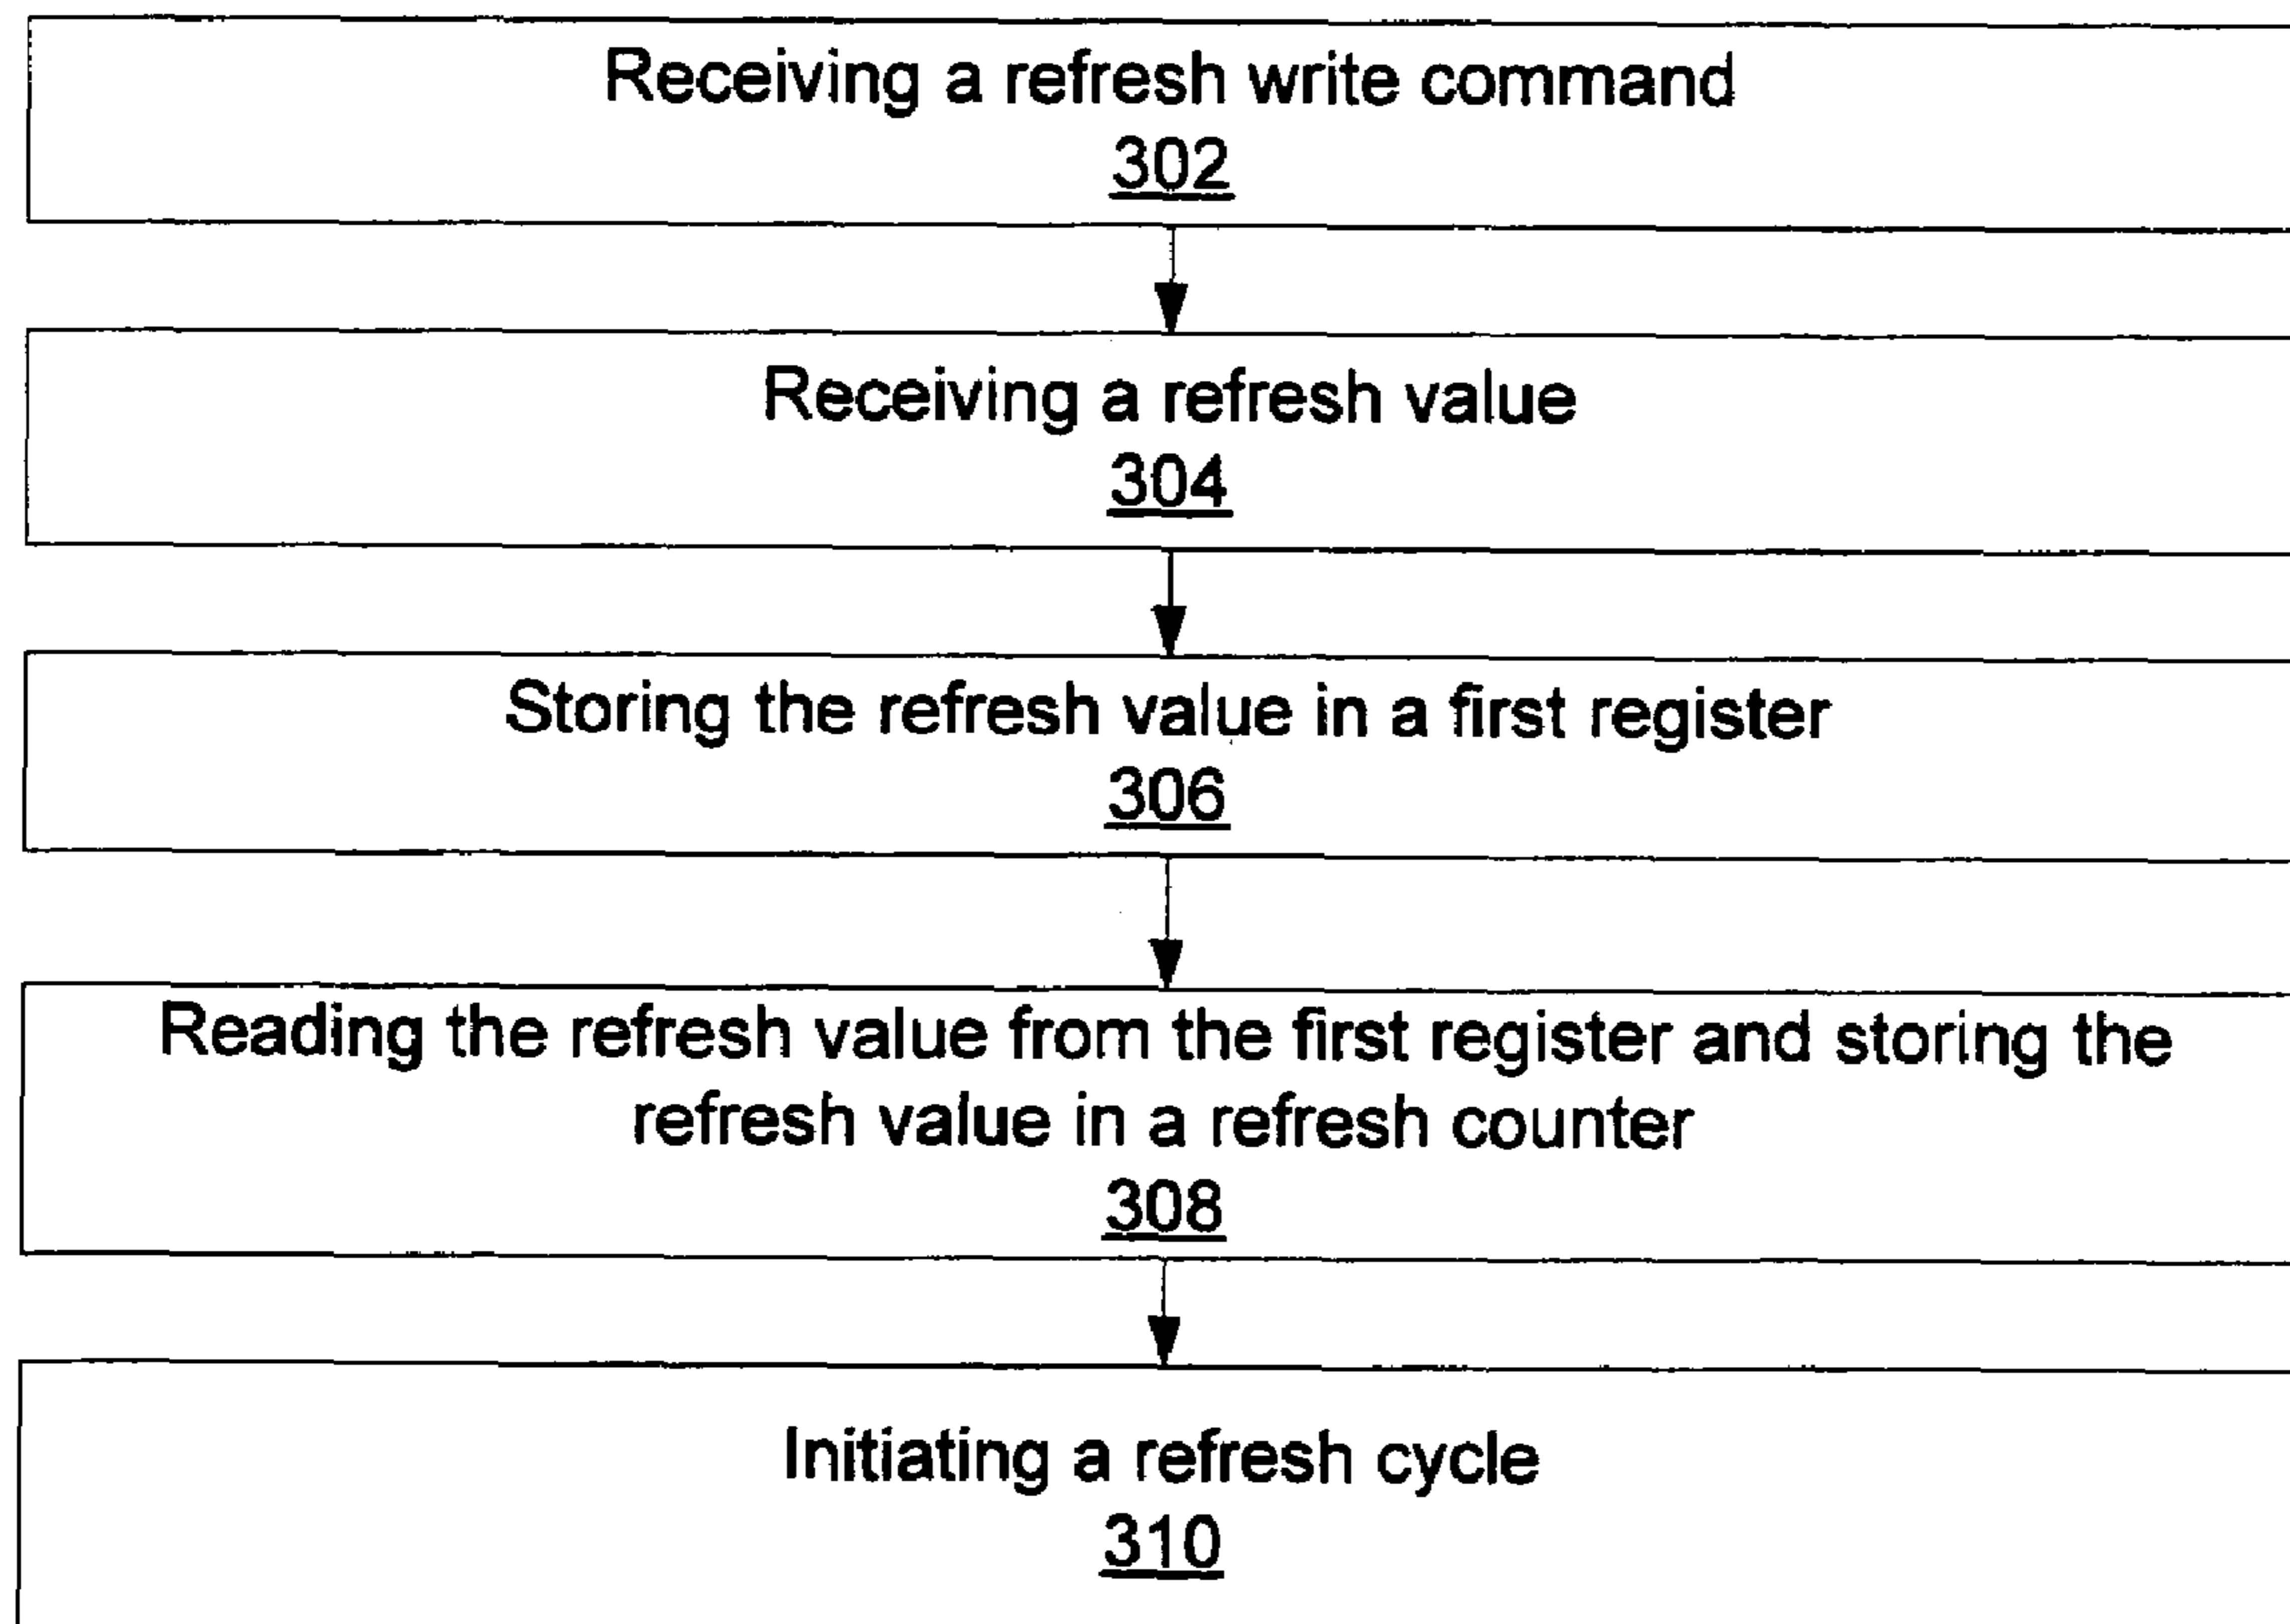 Receiving a refresh write command
302
Receiving a refresh value
304
Storing the refresh value in a first register
306
Reading the refresh value from the first register and storing the
refresh value in a refresh counter
308
Initiating a refresh cycle
310